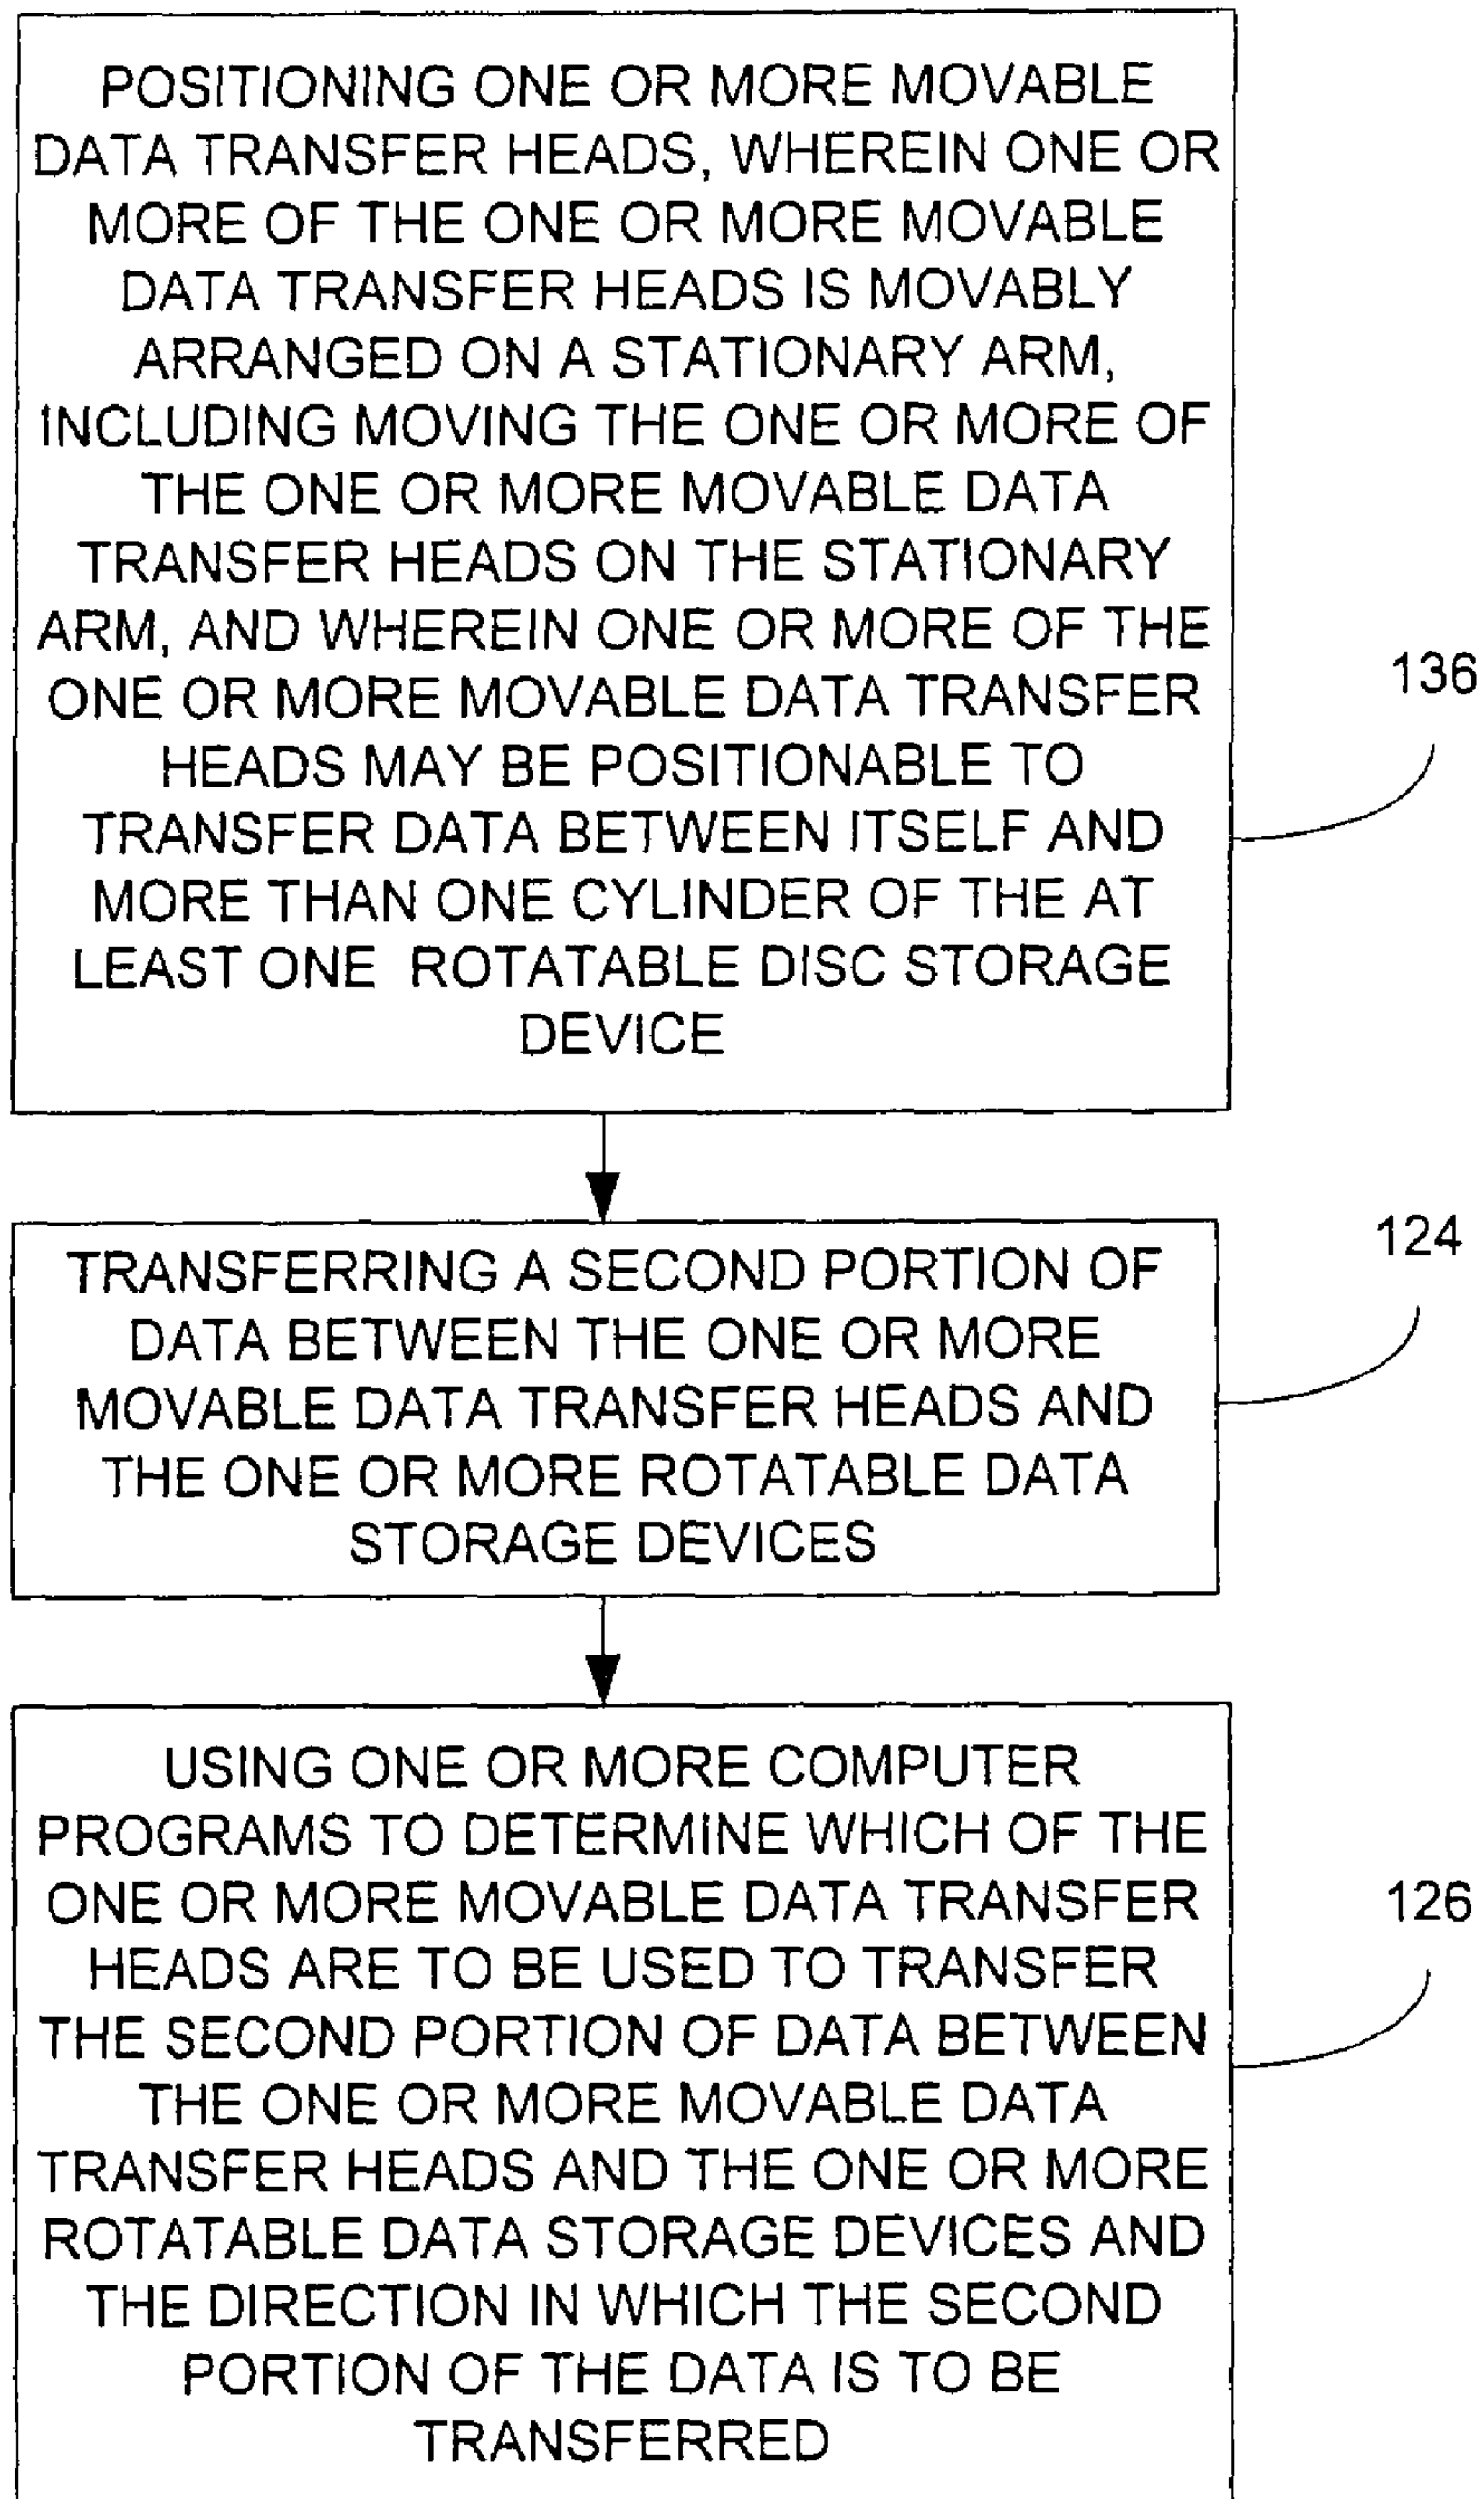 POSITIONING ONE OR MORE MOVABLE
DATA TRANSFER HEADS, WHEREIN ONE OR
MORE OF THE ONE OR MORE MOVABLE
DATA TRANSFER HEADS IS MOVABLY
ARRANGED ON A STATIONARY ARM,
INCLUDING MOVING THE ONE OR MORE OF
THE ONE OR MORE MOVABLE DATA
TRANSFER HEADS ON THE STATIONARY
ARM, AND WHEREIN ONE OR MORE OF THE
ONE OR MORE MOVABLE DATA TRANSFER
HEADS MAY BE POSITIONABLE TO
TRANSFER DATA BETWEEN ITSELF AND
MORE THAN ONE CYLINDER OF THE AT
LEAST ONE ROTATABLE DISC STORAGE
DEVICE
136
TRANSFERRING A SECOND PORTION OF
DATA BETWEEN THE ONE OR MORE
MOVABLE DATA TRANSFER HEADS AND
THE ONE OR MORE ROTATABLE DATA
STORAGE DEVICES
124
USING ONE OR MORE COMPUTER
PROGRAMS TO DETERMINE WHICH OF THE
ONE OR MORE MOVABLE DATA TRANSFER
HEADS ARE TO BE USED TO TRANSFER
THE SECOND PORTION OF DATA BETWEEN
THE ONE OR MORE MOVABLE DATA
TRANSFER HEADS AND THE ONE OR MORE
ROTATABLE DATA STORAGE DEVICES AND
THE DIRECTION IN WHICH THE SECOND
PORTION OF THE DATA IS TO BE
TRANSFERRED
126